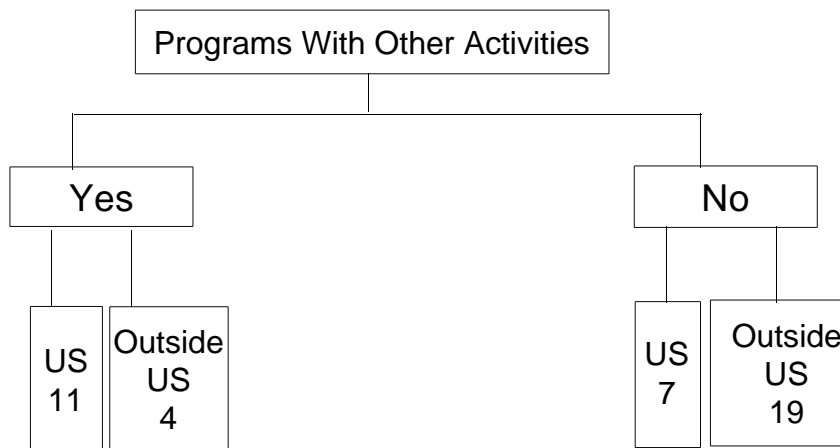 Programs With Other Activities
Yes
No
US
11
Outside
US
4
US
7
Outside
US
19